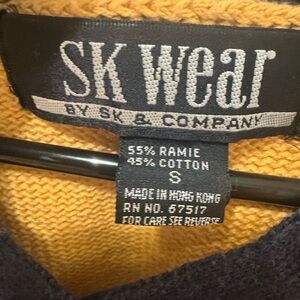 SK Wear
BY SK & COMPANY
55% RAMIE
45% COTTON
S
MADE IN HONG KONG
RN NO. 67517
FOR CARE SEE REVERSE